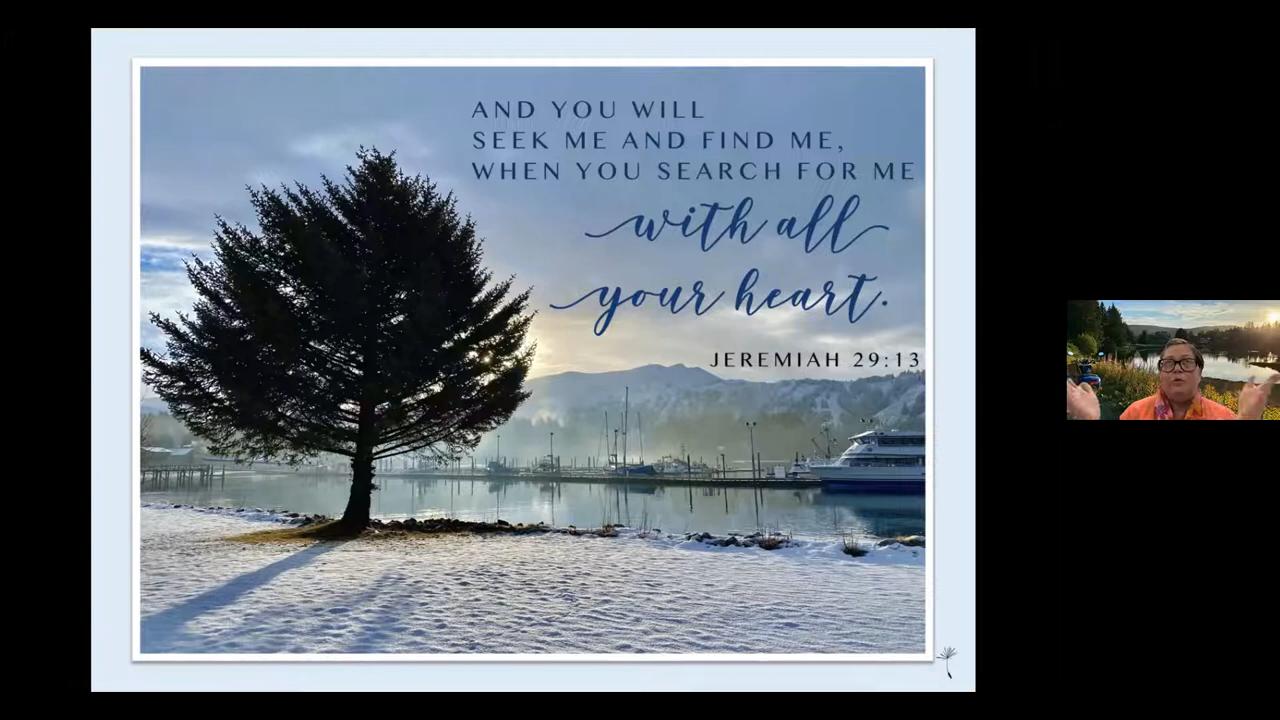 AND YOU WILL
SEEK ME AND FIND ME,
WHEN YOU SEARCH FOR ME
with all
your heart.
JEREMIAH 29:13